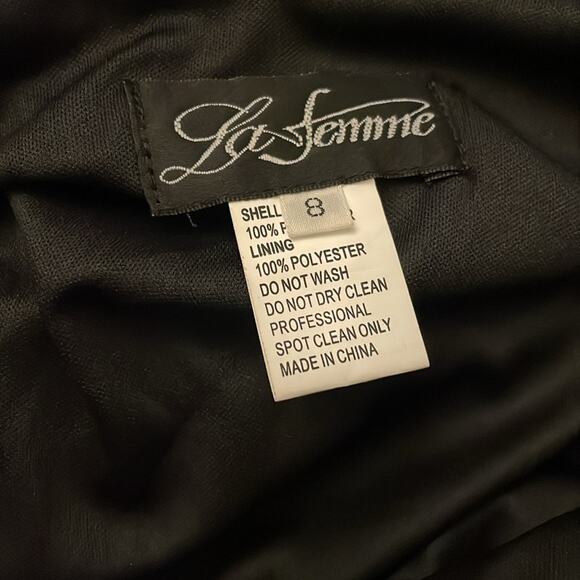 La Femme
8
SHELL
100%
LINING
100% POLYESTER
DO NOT WASH
DO NOT DRY CLEAN
PROFESSIONAL
SPOT CLEAN ONLY
MADE IN CHINA